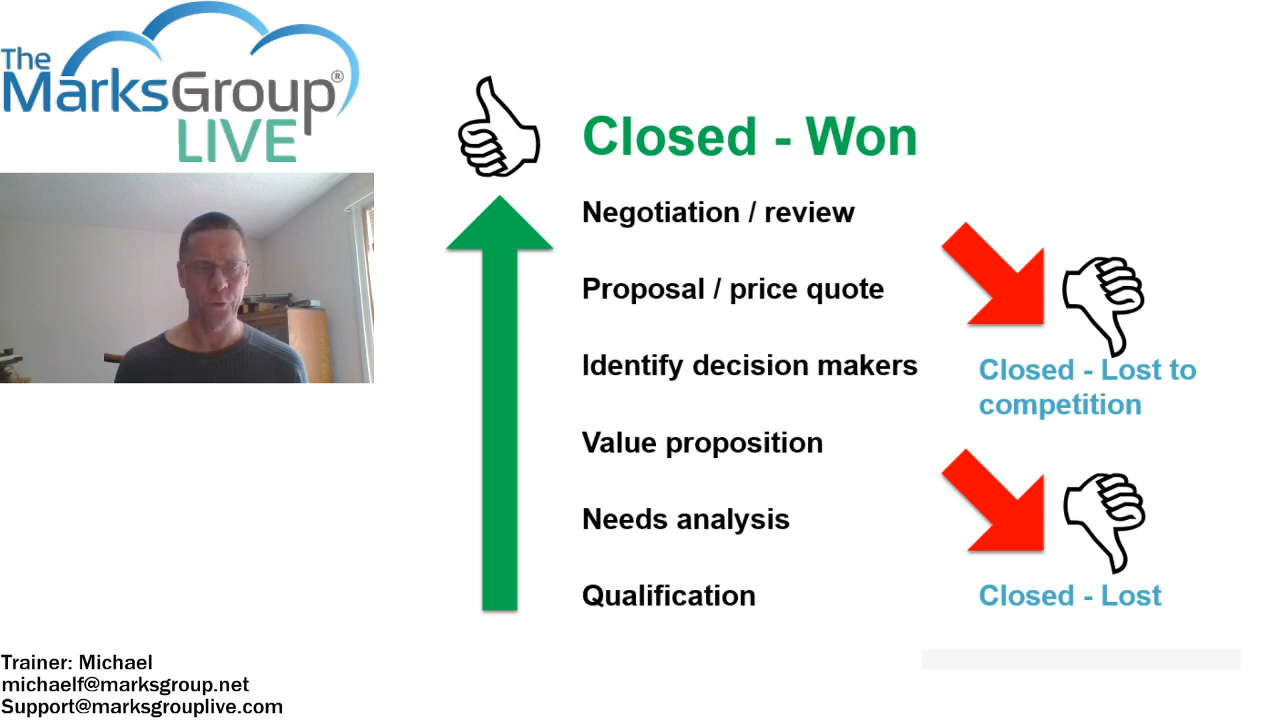 The
MarksGroup®
LIVE
Closed - Won
Negotiation / review
Proposal / price quote
Identify decision makers
Value proposition
Needs analysis
Qualification
Closed - Lost to
competition
Closed - Lost
Trainer: Michael
michaelf@marksgroup.net
Support@marksgrouplive.com